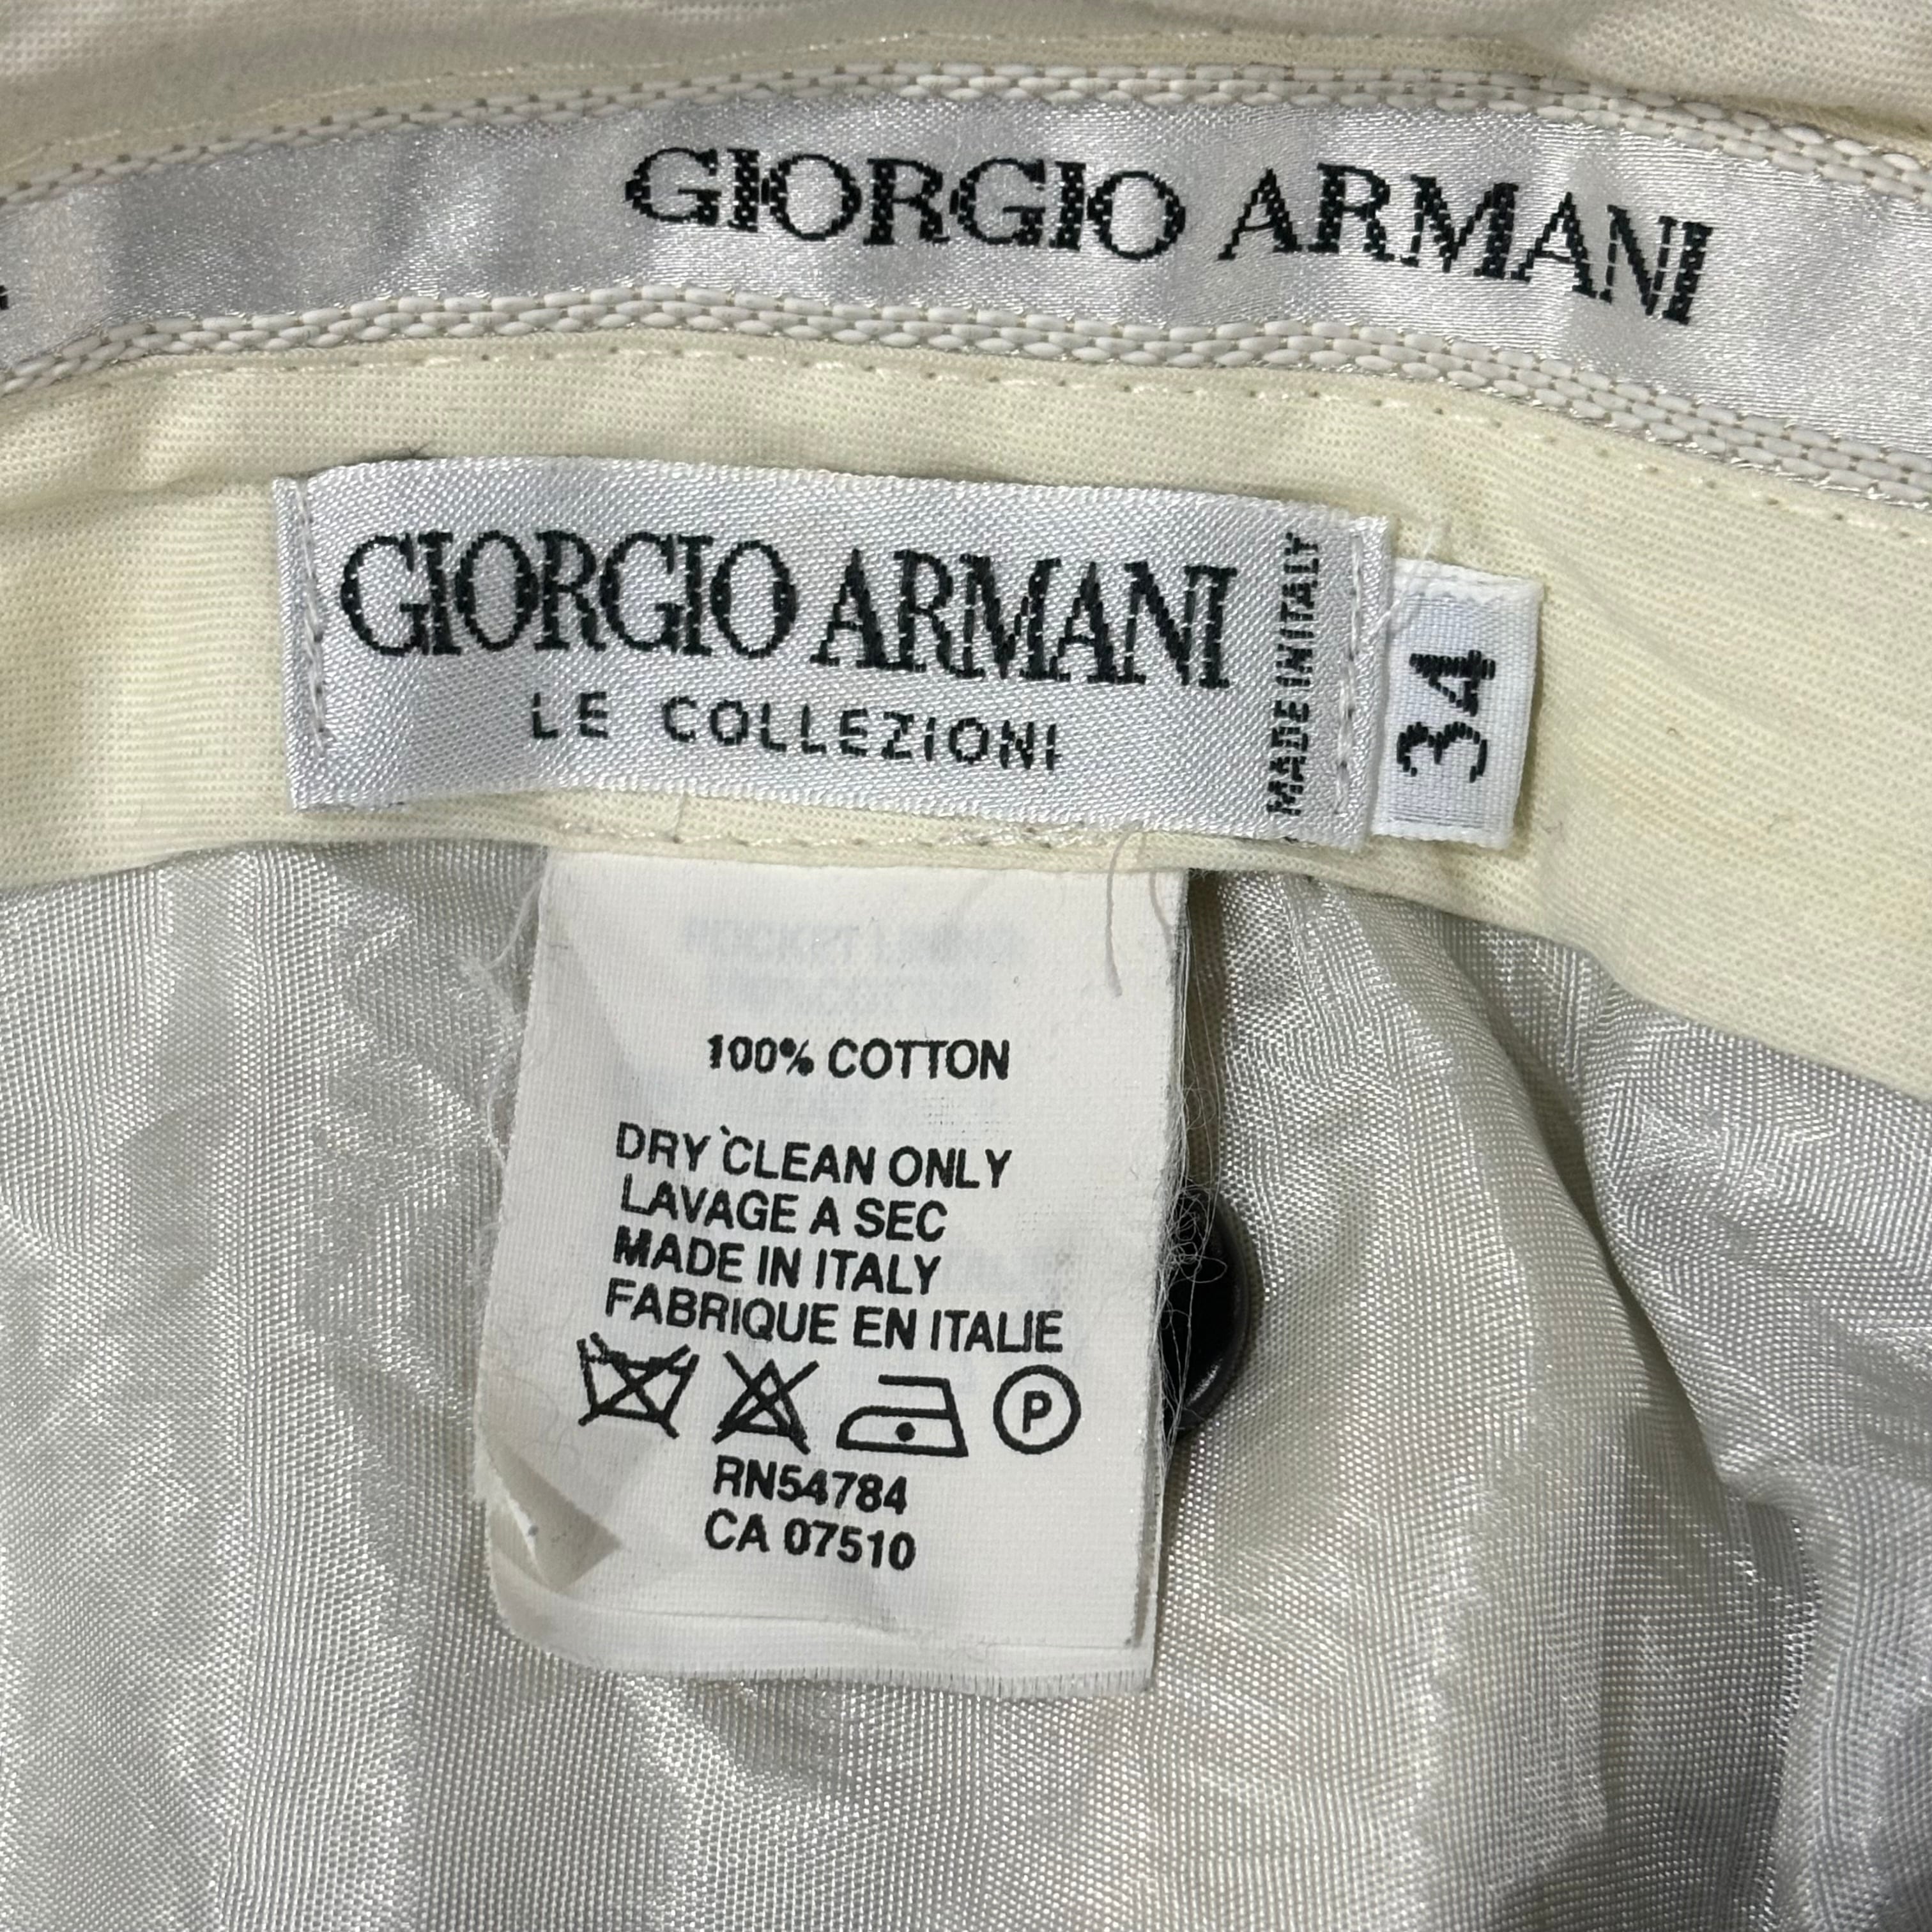 GIORGIO ARMANI
GIORGIO ARMANI
LE COLLEZIONI
MADE IN ITALY
34
100% COTTON
DRY CLEAN ONLY
LAVAGE A SEC
MADE IN ITALY
FABRIQUE EN ITALIE
P
RN54784
CA 07510